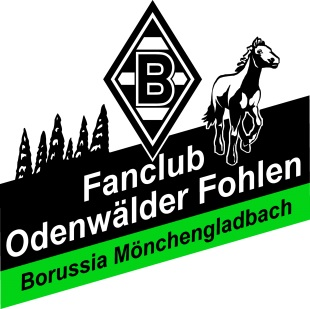 B
Fanclub
Odenwälder Fohlen
Borussia Mönchengladbach